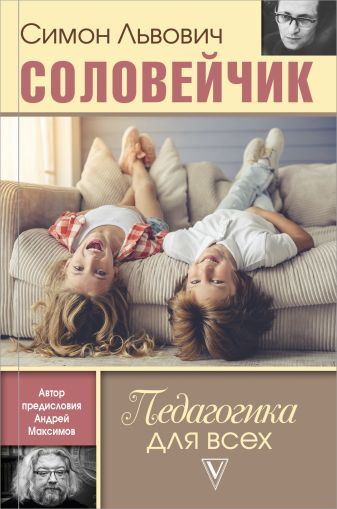 Симон Львович
СОЛОВЕЙЧИК
Автор
предисловия
Андрей
Максимов
Педагогика
для всех